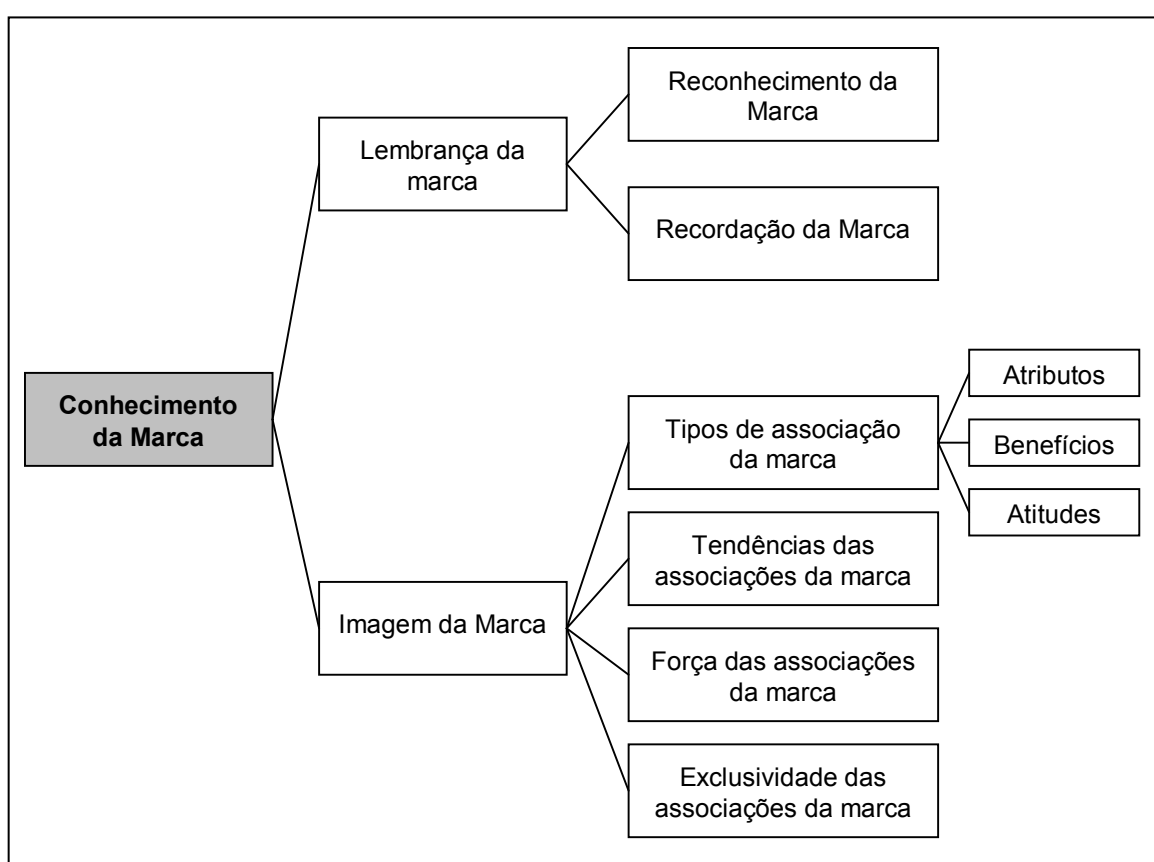 Reconhecimento da
Marca
Lembrança da
marca
Recordação da Marca
Conhecimento
da Marca
Atributos
Tipos de associação
da marca
Benefícios
Atitudes
Tendências das
associações da marca
Imagem da Marca
Força das associações
da marca
Exclusividade das
associações da marca